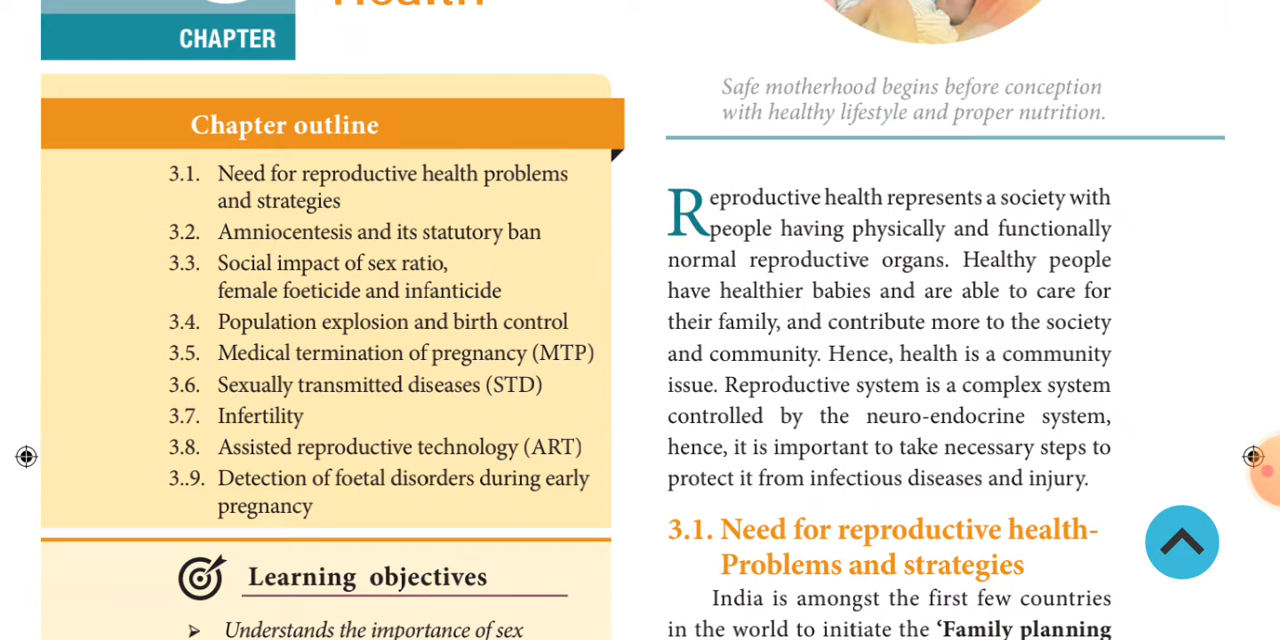 Health
CHAPTER
Chapter outline
3.1. Need for reproductive health problems
and strategies
3.2. Amniocentesis and its statutory ban
3.3. Social impact of sex ratio,
female foeticide and infanticide
3.4. Population explosion and birth control
3.5. Medical termination of pregnancy (MTP)
3.6. Sexually transmitted diseases (STD)
3.7. Infertility
3.8. Assisted reproductive technology (ART)
3..9. Detection of foetal disorders during early
pregnancy
Learning objectives
➢ Understands the importance of sex
Safe motherhood begins before conception
with healthy lifestyle and proper nutrition.
Reproductive health represents a society with
people having physically and functionally
normal reproductive organs. Healthy people
have healthier babies and are able to care for
their family, and contribute more to the society
and community. Hence, health is a community
issue. Reproductive system is a complex system
controlled by the neuro-endocrine system,
hence, it is important to take necessary steps to
protect it from infectious diseases and injury.
3.1. Need for reproductive health-
Problems and strategies
India is amongst the first few countries
in the world to initiate the ‘Family planning